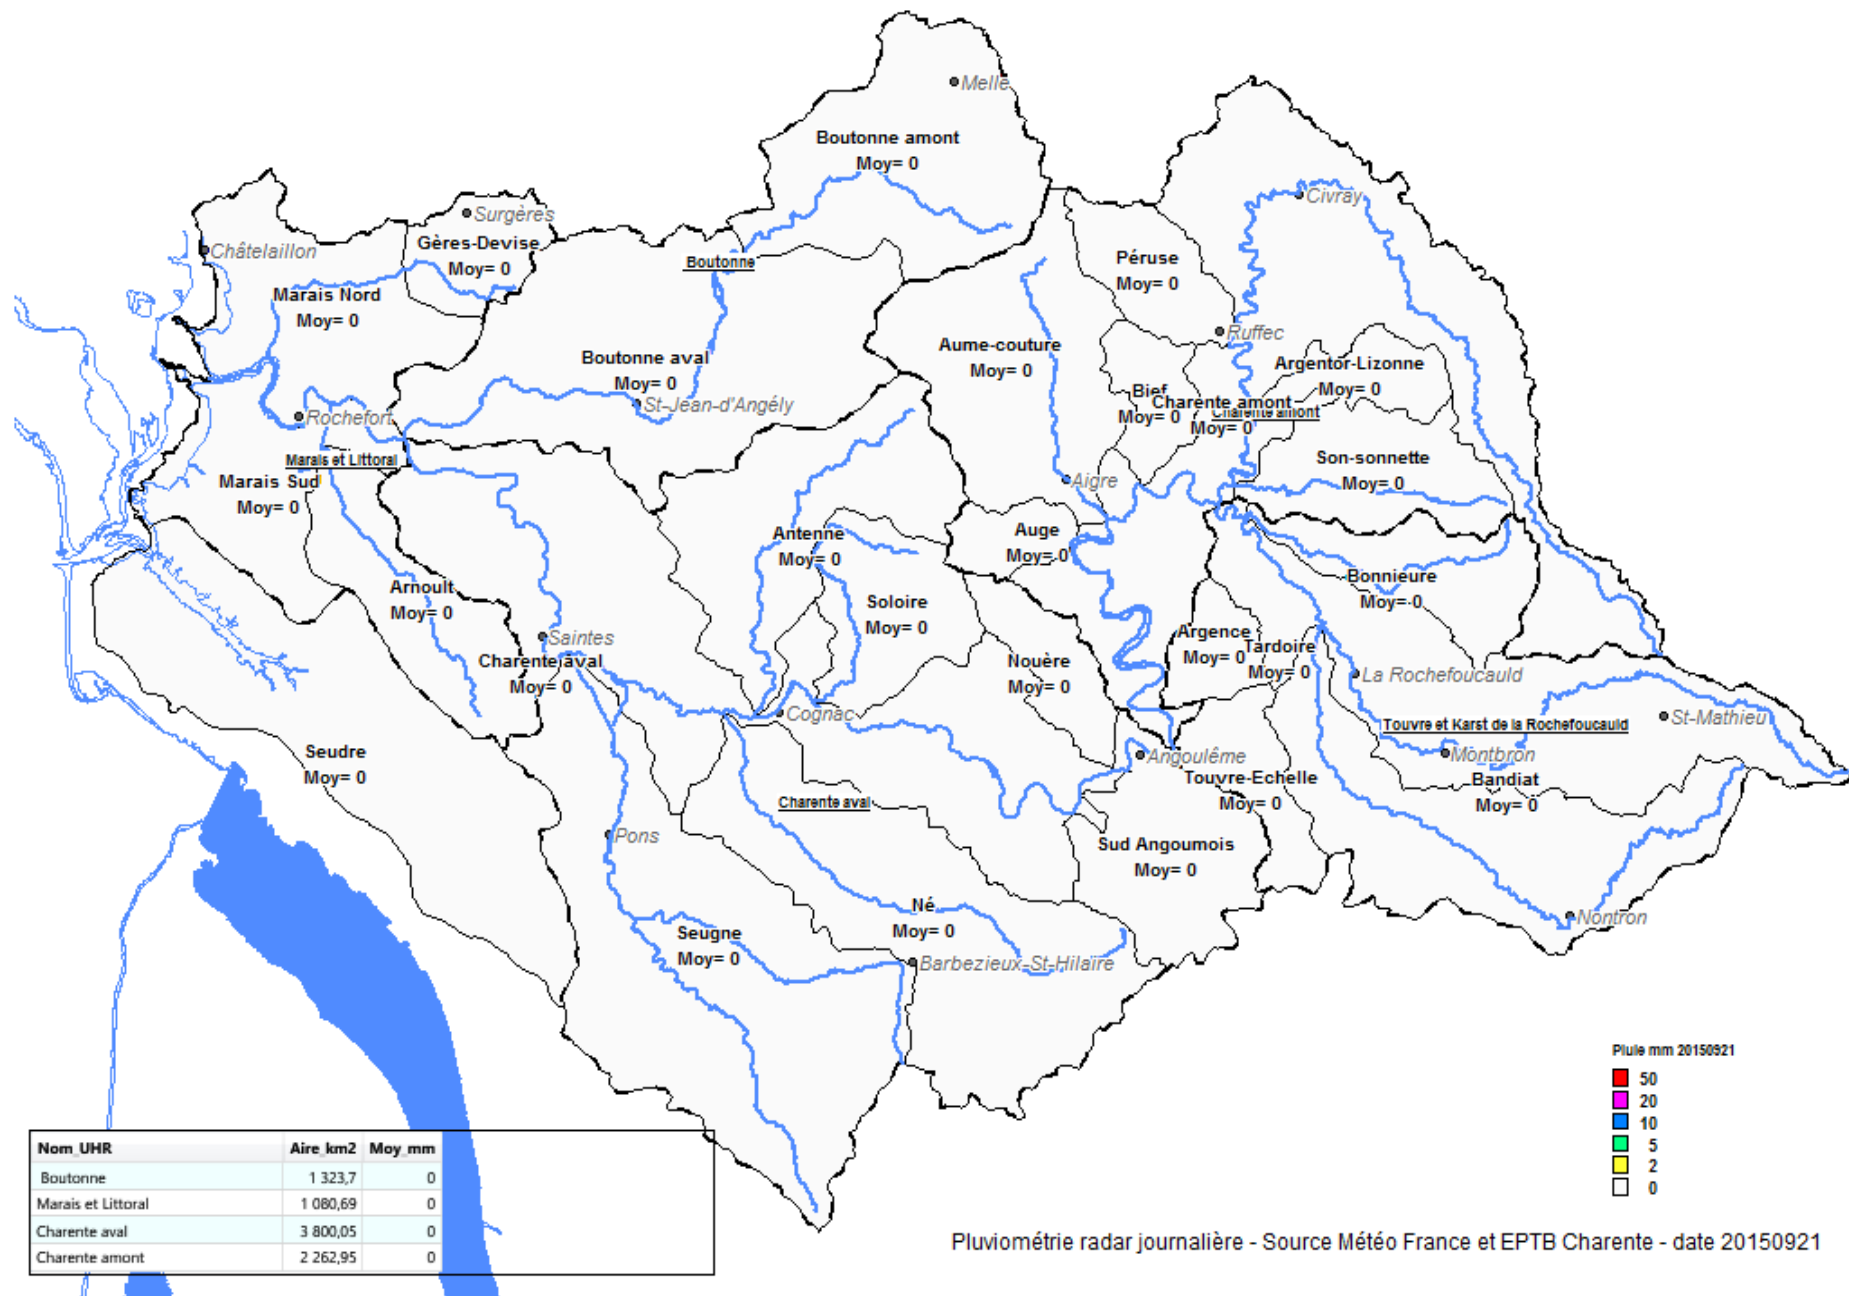 Melle
Boutonne amont
Moy= 0
Civray
Surgères
Gères-Devise
Moy= 0
Châtelaillon
Boutonne
Péruse
Moy= 0
Marais Nord
Moy= 0
Ruffec
Aume-couture
Moy= 0
Boutonne aval
Moy= 0
Argentor-Lizonne
Moy= 0
Bief
Moy= 0
Charente amont
Charente amont
Moy= 0
St-Jean-d'Angély
Rochefort
Marais et Littoral
Marais Sud
Moy= 0
Son-sonnette
Moy= 0
Aigre
Auge
Moy= 0
Antenne
Moy= 0
Arnoult
Moy= 0
Bonnieure
Moy= 0
Soloire
Moy= 0
Saintes
Argence
Moy= 0
Tardoire
Moy= 0
Charente aval
Moy= 0
Nouère
Moy= 0
La Rochefoucauld
Cognac
Touvre et Karst de la Rochefoucauld
St-Mathieu
Seudre
Moy= 0
Angoulême
Montbron
Touvre-Echelle
Moy= 0
Bandiat
Moy= 0
Charente aval
Pons
Sud Angoumois
Moy= 0
Né
Moy= 0
Nontron
Seugne
Moy= 0
Barbezieux-St-Hilaire
Pluie mm 20150921
50
20
10
5
2
0
Nom_UHR Aire_km2 Moy_mm
Boutonne 1 323,7 0
Marais et Littoral 1 080,69 0
Charente aval 3 800,05 0
Charente amont 2 262,95 0
Pluviométrie radar journalière - Source Météo France et EPTB Charente - date 20150921